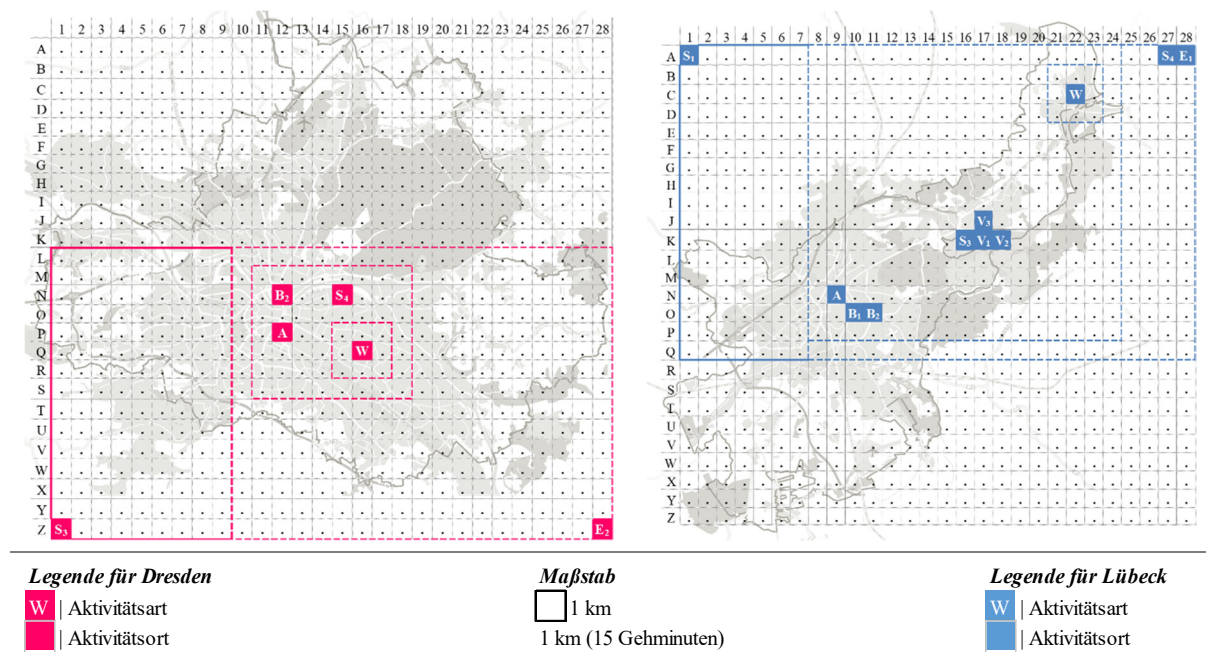 1 2 3 4 5 6 7 8 9 10 11 12 13 14 15 16 17 18 19 20 21 22 23 24 25 26 27 28
A
B
C
D
E
F
G
H
I
J
K
L
M
N B₂ S₄
O
P A
Q W
R
S
T
U
V
W
X
Y
Z S₃ E₂
1 2 3 4 5 6 7 8 9 10 11 12 13 14 15 16 17 18 19 20 21 22 23 24 25 26 27 28
A S₁ S₄ E₁
B
C W
D
E
F
G
H
I
J V₃
K S₃ V₁ V₂
L
M
N A
O B₁ B₂
P
Q
R
S
T
U
V
W
X
Y
Z
Legende für Dresden
W | Aktivitätsart
| Aktivitätsort
Maßstab
1 km
1 km (15 Gehminuten)
Legende für Lübeck
W | Aktivitätsart
| Aktivitätsort